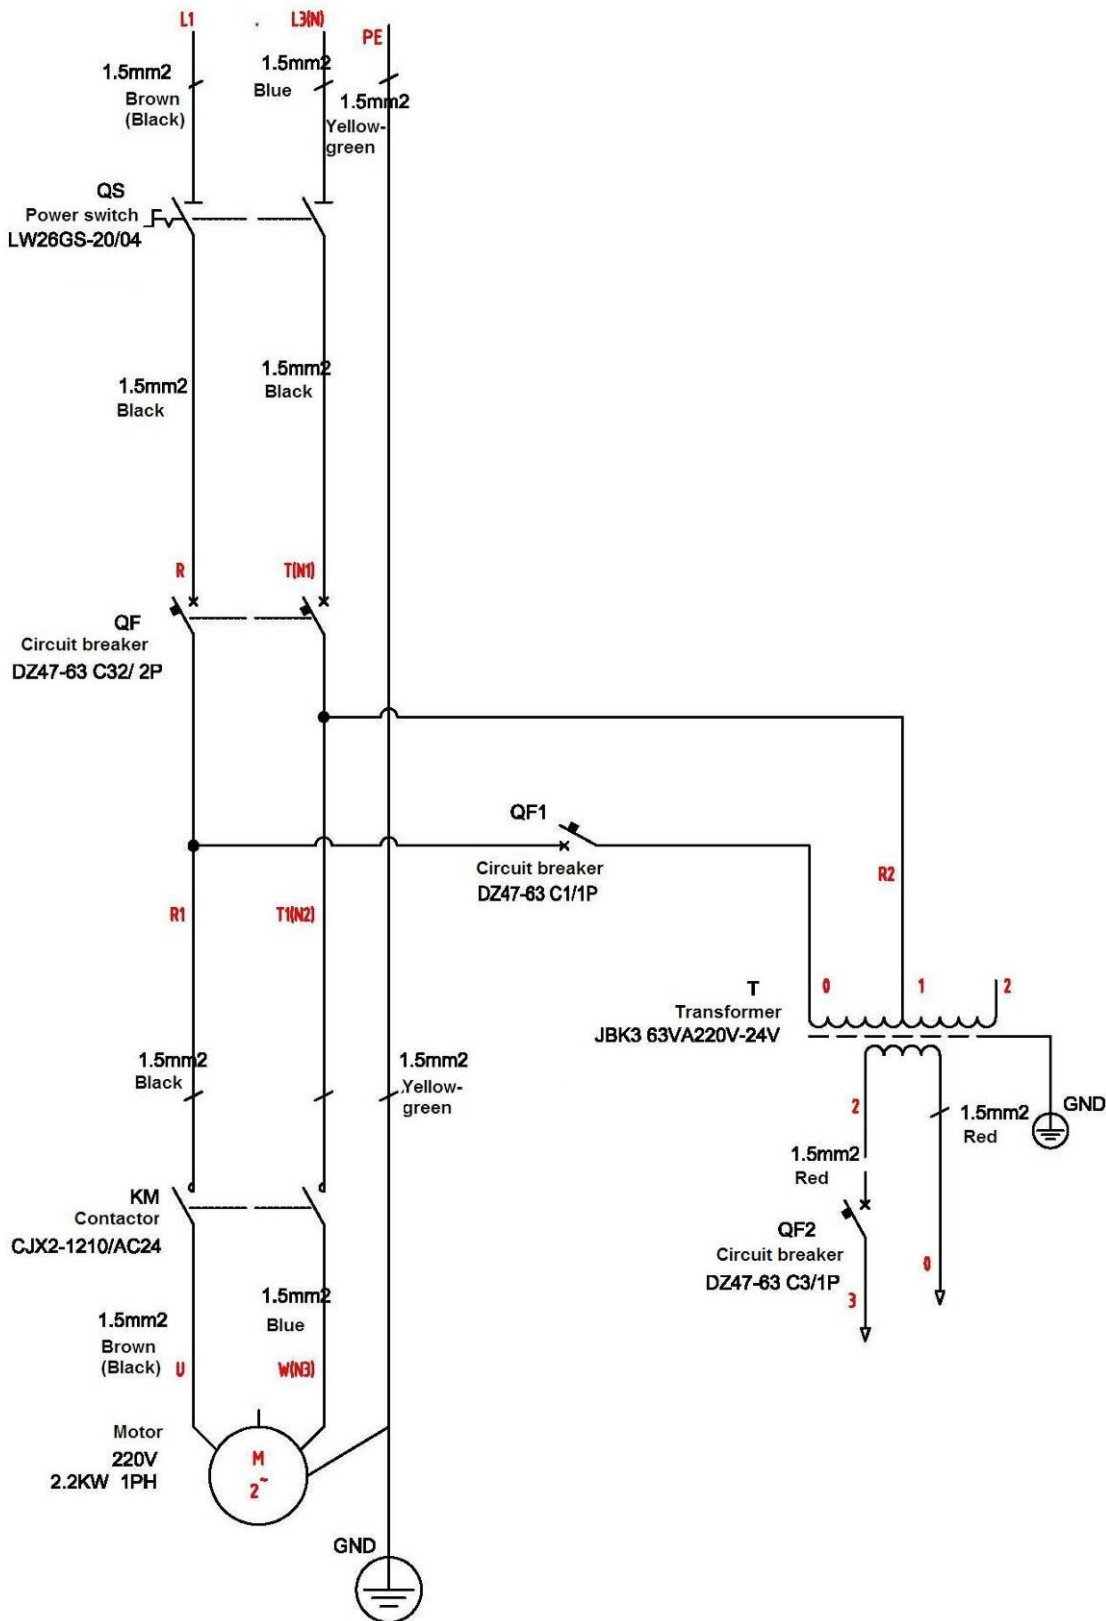 L1
L3(N)
PE
1.5mm2
Brown
(Black)
1.5mm2
Blue
1.5mm2
Yellow-
green
QS
Power switch
LW26GS-20/04
1.5mm2
Black
1.5mm2
Black
R
T(N1)
QF
Circuit breaker
DZ47-63 C32/ 2P
QF1
Circuit breaker
DZ47-63 C1/1P
R2
R1
T1(N2)
T
Transformer
JBK3 63VA220V-24V
0
1
2
1.5mm2
Black
1.5mm2
Yellow-
green
2
1.5mm2
Red
GND
1.5mm2
Red
KM
Contactor
CJX2-1210/AC24
QF2
Circuit breaker
DZ47-63 C3/1P
3
0
1.5mm2
Brown
(Black)
U
1.5mm2
Blue
W(N3)
Motor
220V
2.2KW 1PH
M
2~
GND